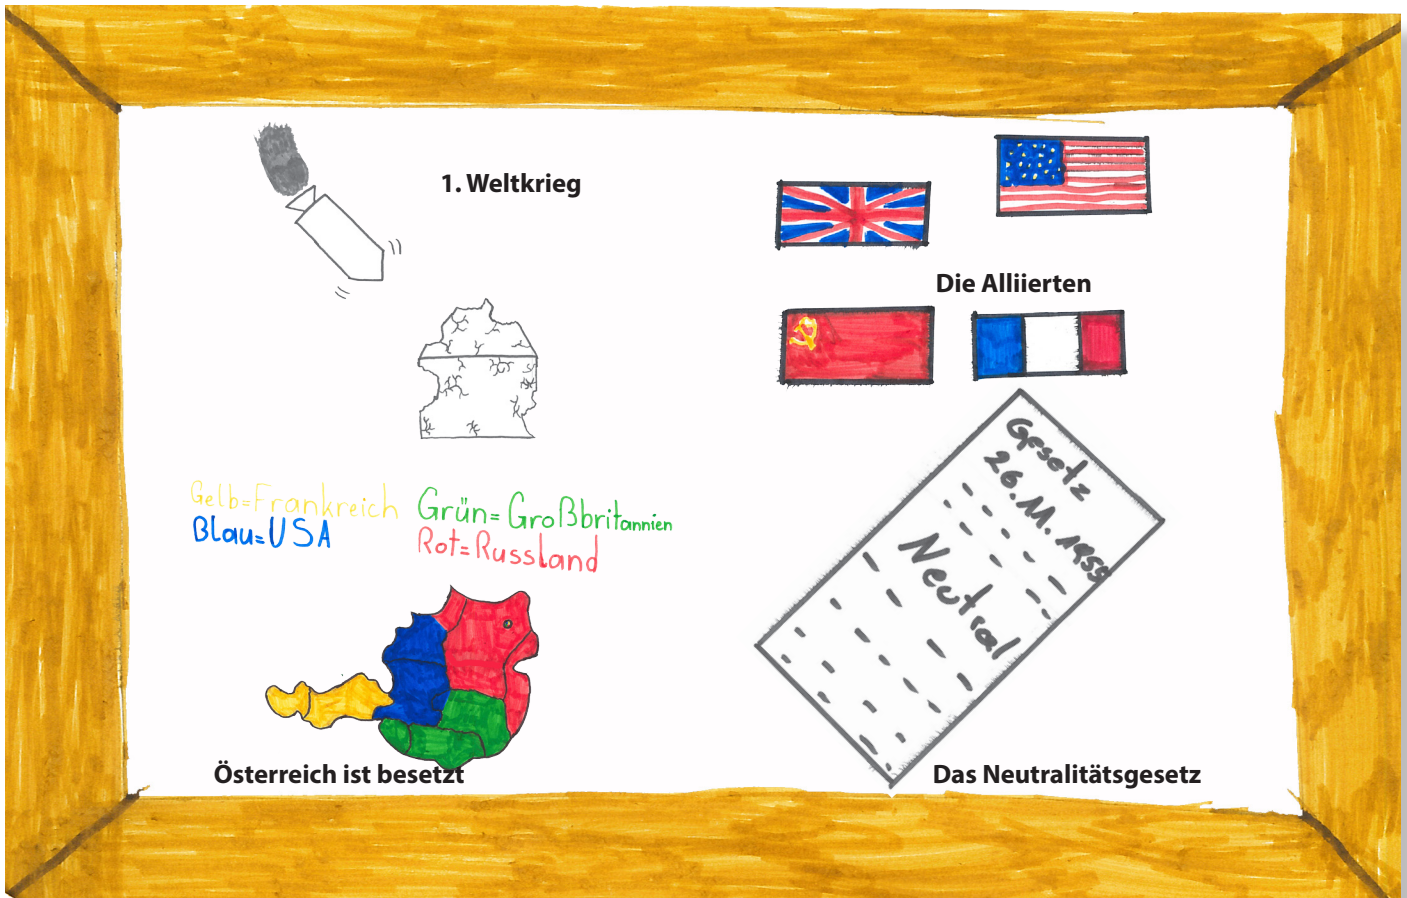 1. Weltkrieg
Die Alliierten
Gelb=Frankreich
Blau=USA
Grün=Großbritannien
Rot=Russland
Gesetz
26.M. 1955
Neutral
Österreich ist besetzt
Das Neutralitätsgesetz